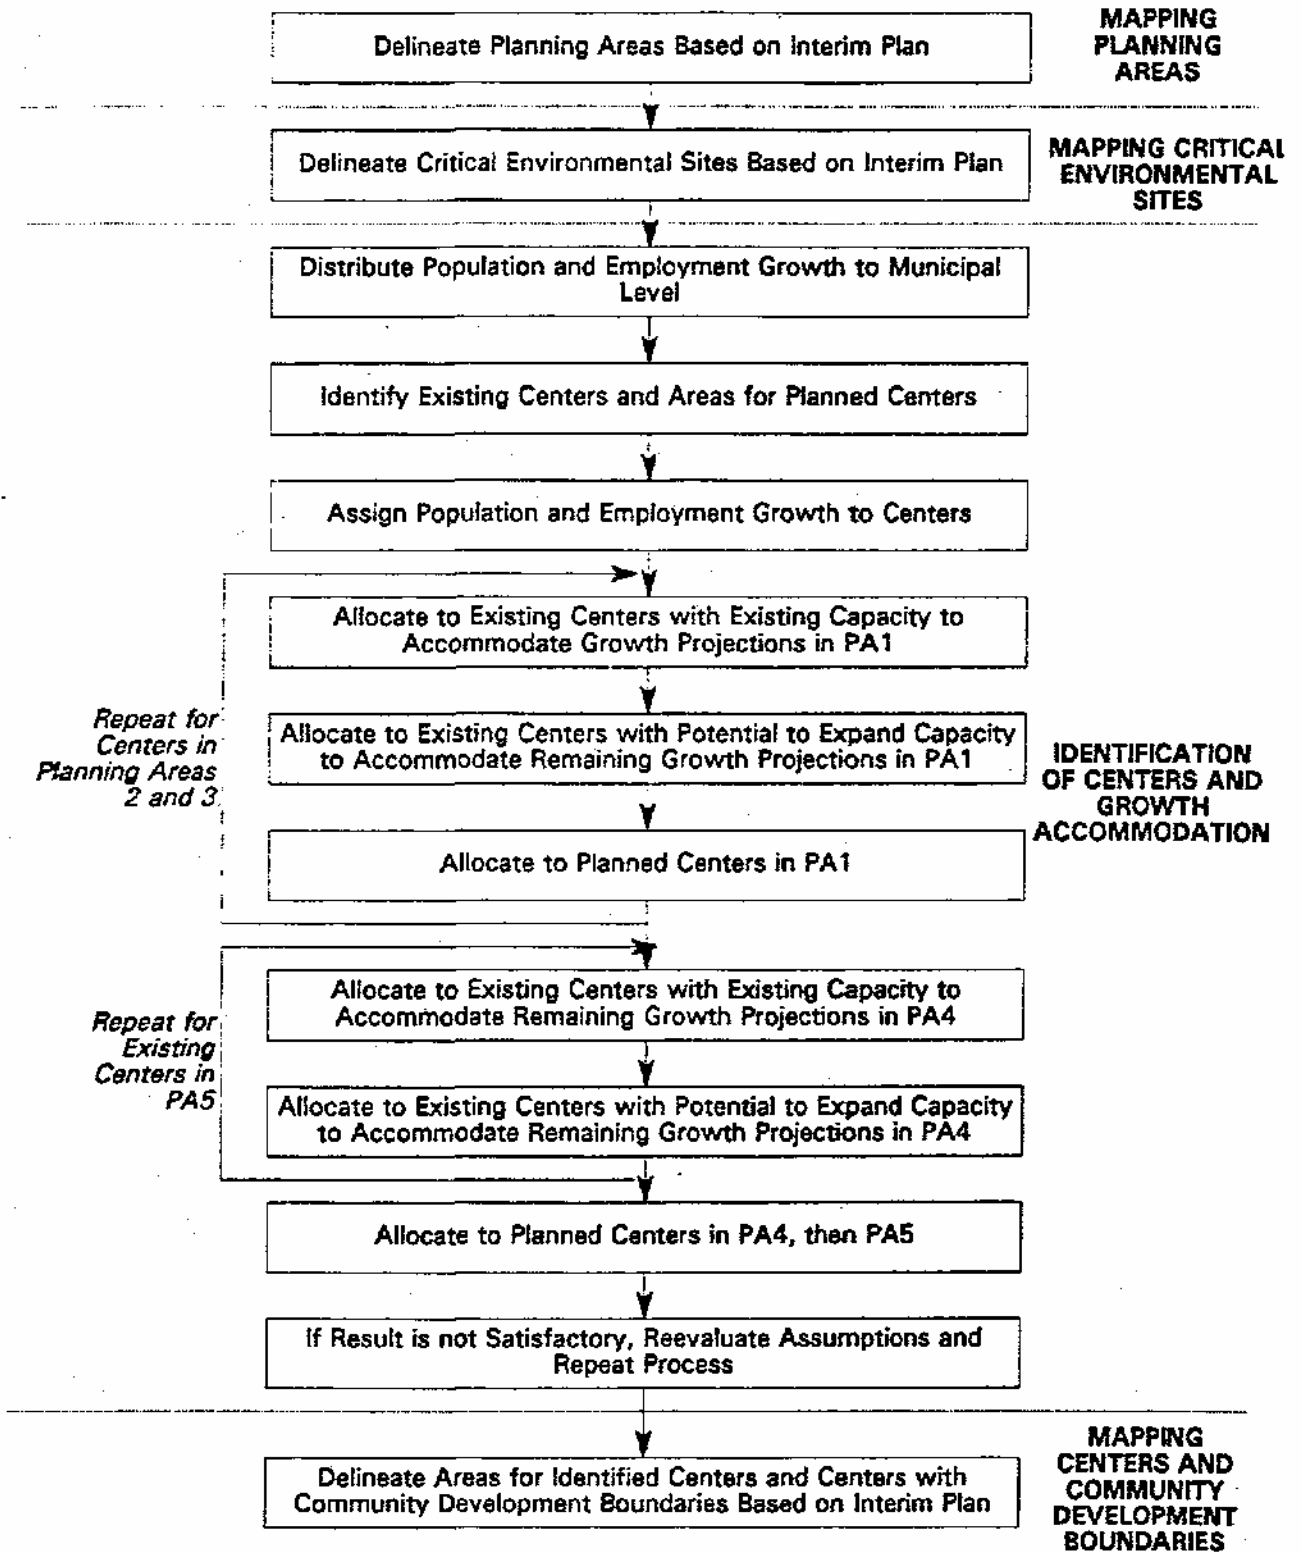 Delineate Planning Areas Based on Interim Plan
MAPPING
PLANNING
AREAS
Delineate Critical Environmental Sites Based on Interim Plan
MAPPING CRITICAL
ENVIRONMENTAL
SITES
Distribute Population and Employment Growth to Municipal
Level
Identify Existing Centers and Areas for Planned Centers
Assign Population and Employment Growth to Centers
Allocate to Existing Centers with Existing Capacity to
Accommodate Growth Projections in PA1
Repeat for
Centers in
Planning Areas
2 and 3
Allocate to Existing Centers with Potential to Expand Capacity
to Accommodate Remaining Growth Projections in PA1
IDENTIFICATION
OF CENTERS AND
GROWTH
ACCOMMODATION
Allocate to Planned Centers in PA1
Allocate to Existing Centers with Existing Capacity to
Accommodate Remaining Growth Projections in PA4
Repeat for
Existing
Centers in
PA5
Allocate to Existing Centers with Potential to Expand Capacity
to Accommodate Remaining Growth Projections in PA4
Allocate to Planned Centers in PA4, then PA5
If Result is not Satisfactory, Reevaluate Assumptions and
Repeat Process
Delineate Areas for Identified Centers and Centers with
Community Development Boundaries Based on Interim Plan
MAPPING
CENTERS AND
COMMUNITY
DEVELOPMENT
BOUNDARIES